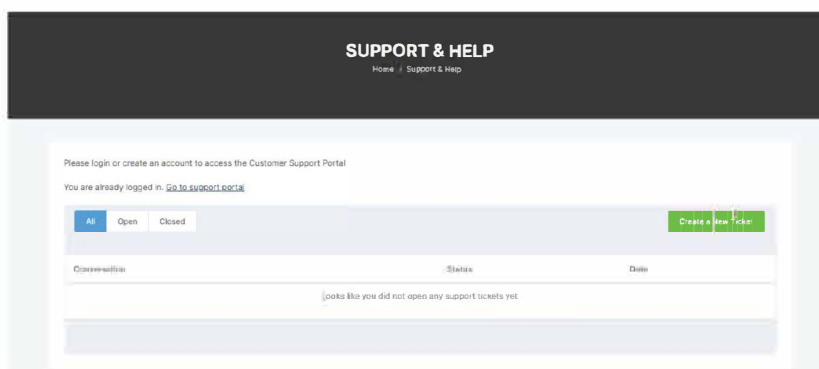 SUPPORT & HELP
Home / Support & Help
Please login or create an account to access the Customer Support Portal
You are already logged in. Go to support portal
All Open Closed Create a New Ticket
Conversation Status Date
Looks like you did not open any support tickets yet